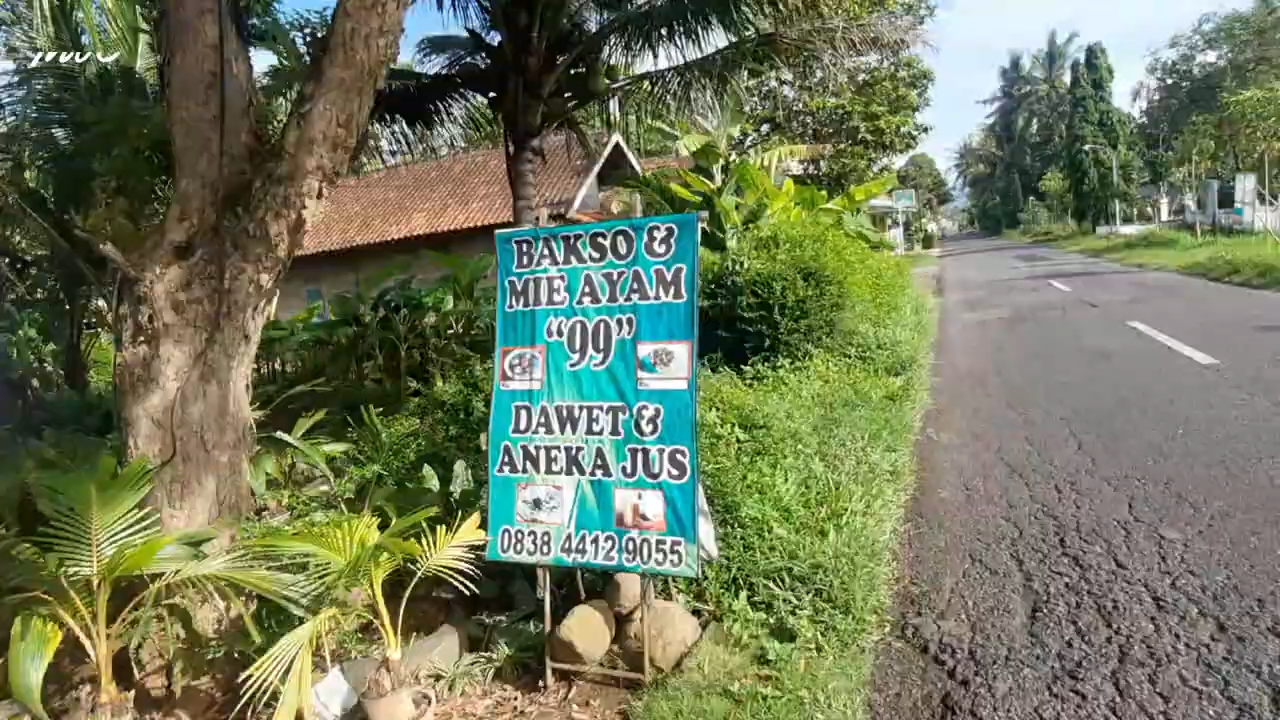 BAKSO &
MIE AYAM
“99”
DAWET &
ANEKA JUS
0838 4412 9055